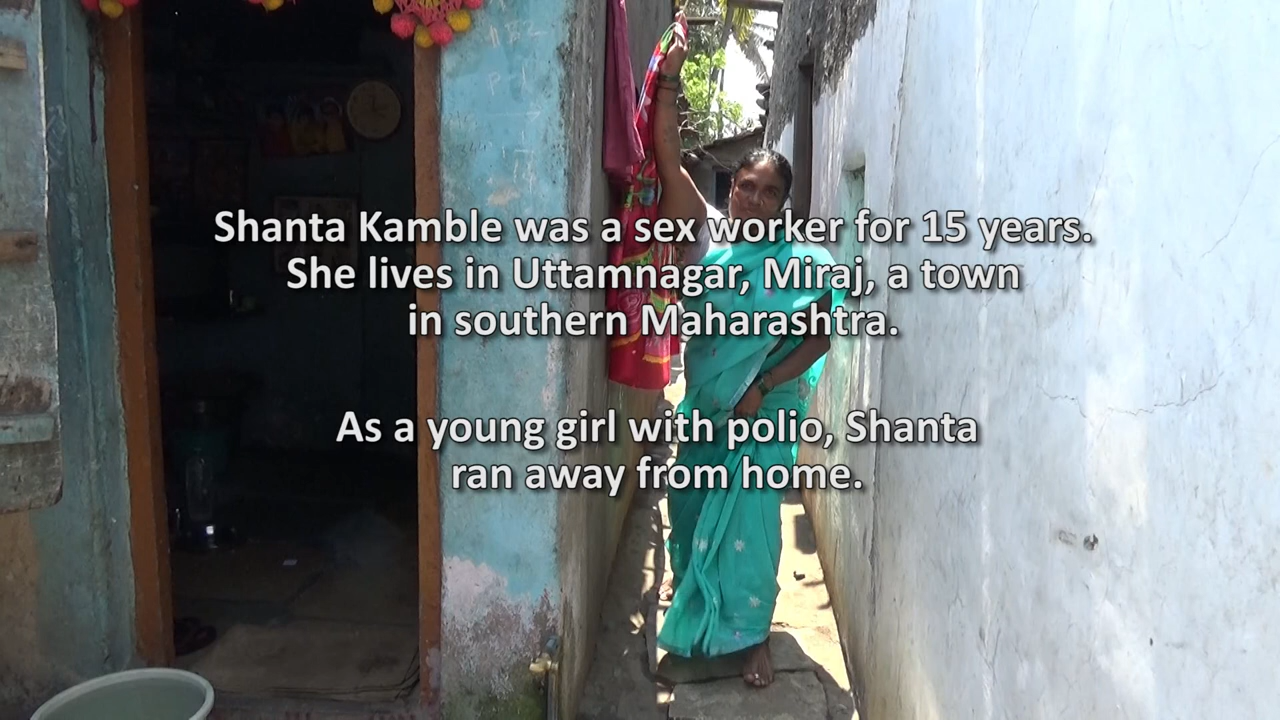 Shanta Kamble was a sex worker for 15 years.
She lives in Uttamnagar, Miraj, a town
in southern Maharashtra.
As a young girl with polio, Shanta
ran away from home.